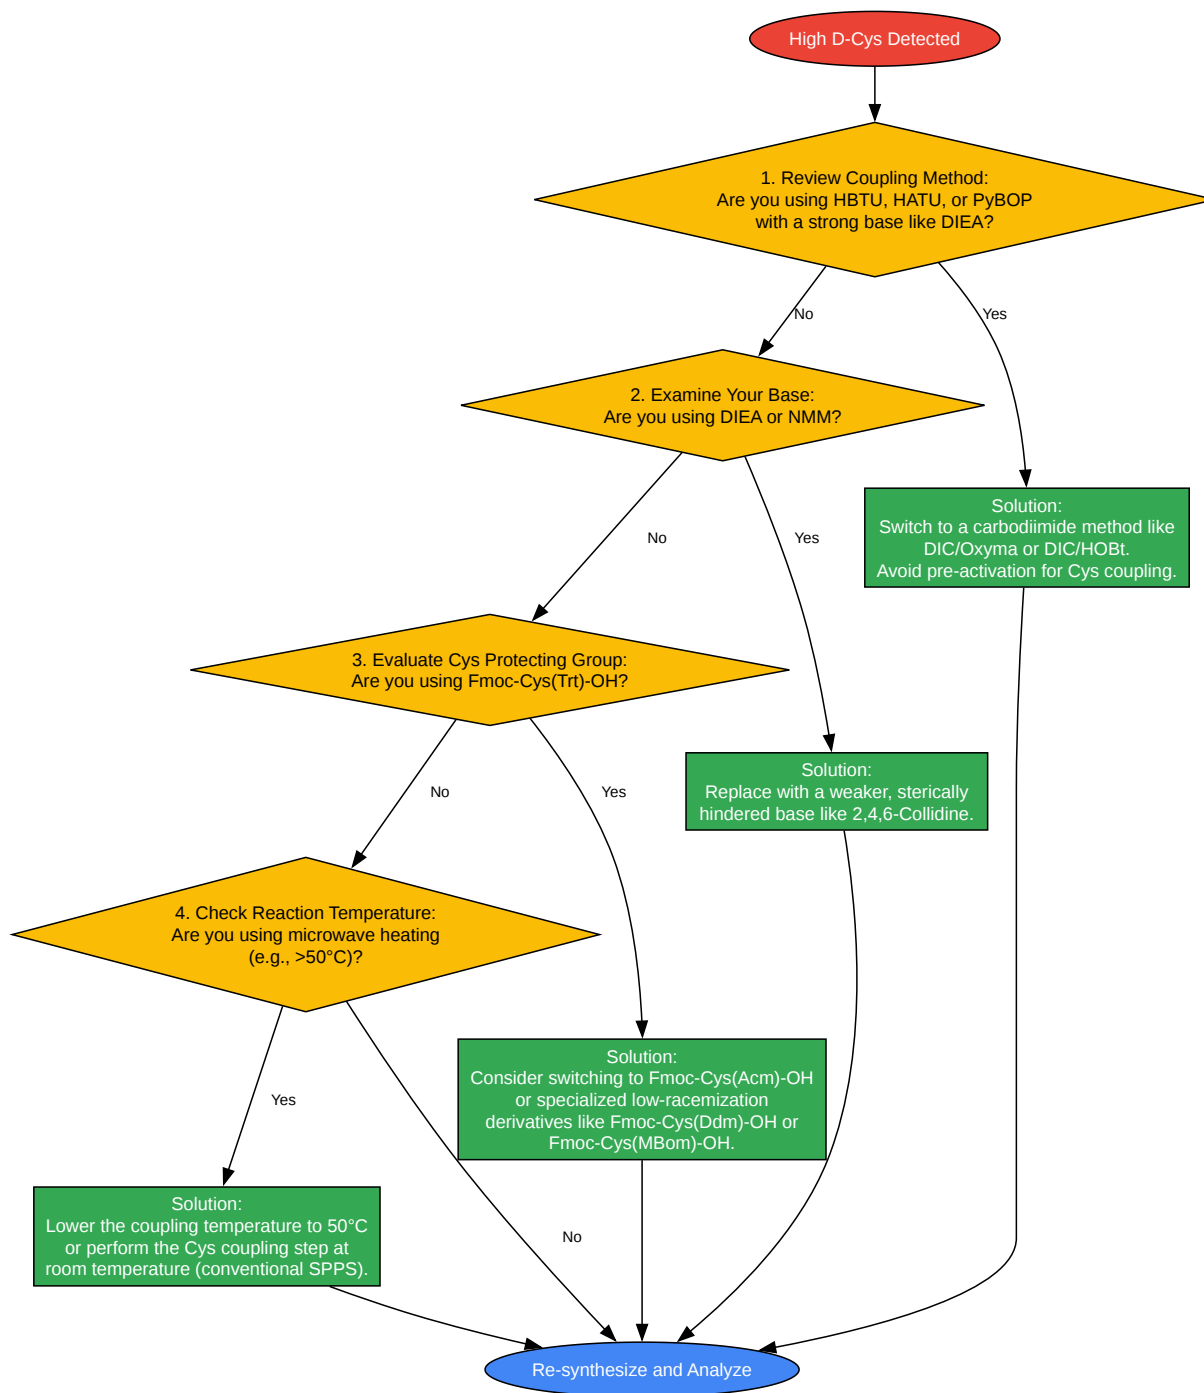 High D-Cys Detected
1. Review Coupling Method:
Are you using HBTU, HATU, or PyBOP
with a strong base like DIEA?
No
Yes
2. Examine Your Base:
Are you using DIEA or NMM?
Solution:
Switch to a carbodiimide method like
DIC/Oxyma or DIC/HOBt.
Avoid pre-activation for Cys coupling.
No
Yes
3. Evaluate Cys Protecting Group:
Are you using Fmoc-Cys(Trt)-OH?
Solution:
Replace with a weaker, sterically
hindered base like 2,4,6-Collidine.
No
Yes
4. Check Reaction Temperature:
Are you using microwave heating
(e.g., >50°C)?
Solution:
Consider switching to Fmoc-Cys(Acm)-OH
or specialized low-racemization
derivatives like Fmoc-Cys(Ddm)-OH or
Fmoc-Cys(MBom)-OH.
Yes
No
Solution:
Lower the coupling temperature to 50°C
or perform the Cys coupling step at
room temperature (conventional SPPS).
Re-synthesize and Analyze